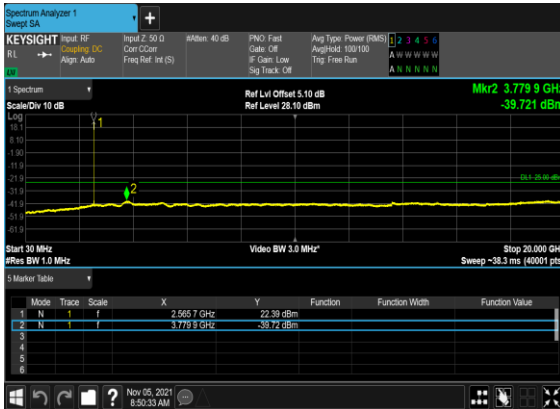 Spectrum Analyzer 1
Swept SA
KEYSIGHT Input: RF Input Z: 50 Ω #Atten: 40 dB PNO: Fast Avg Type: Power (RMS) 1 2 3 4 5 6
RL Coupling: DC Corr CCorr Gate: Off Avg|Hold: 100/100 A W W W W W
Align: Auto Freq Ref: Int (S) IF Gain: Low Trig: Free Run
LW Sig Track: Off A N N N N N
1 Spectrum Ref Lvl Offset 5.10 dB Mkr2 3.779 9 GHz
Scale/Div 10 dB Ref Level 28.10 dBm -39.721 dBm
Log
18.1
8.10
-1.90
-11.9
-21.9
-31.9
-41.9
-51.9
-61.9
1
2
DL1 -25.00 dBm
Start 30 MHz Video BW 3.0 MHz* Stop 20.000 GH
#Res BW 1.0 MHz Sweep ~38.3 ms (40001 pts
5 Marker Table
Mode Trace Scale X Y Function Function Width Function Value
1 N 1 f 2.565 7 GHz 22.39 dBm
2 N 1 f 3.779 9 GHz -39.72 dBm
3
4
5
6
? Nov 05, 2021
8:50:33 AM